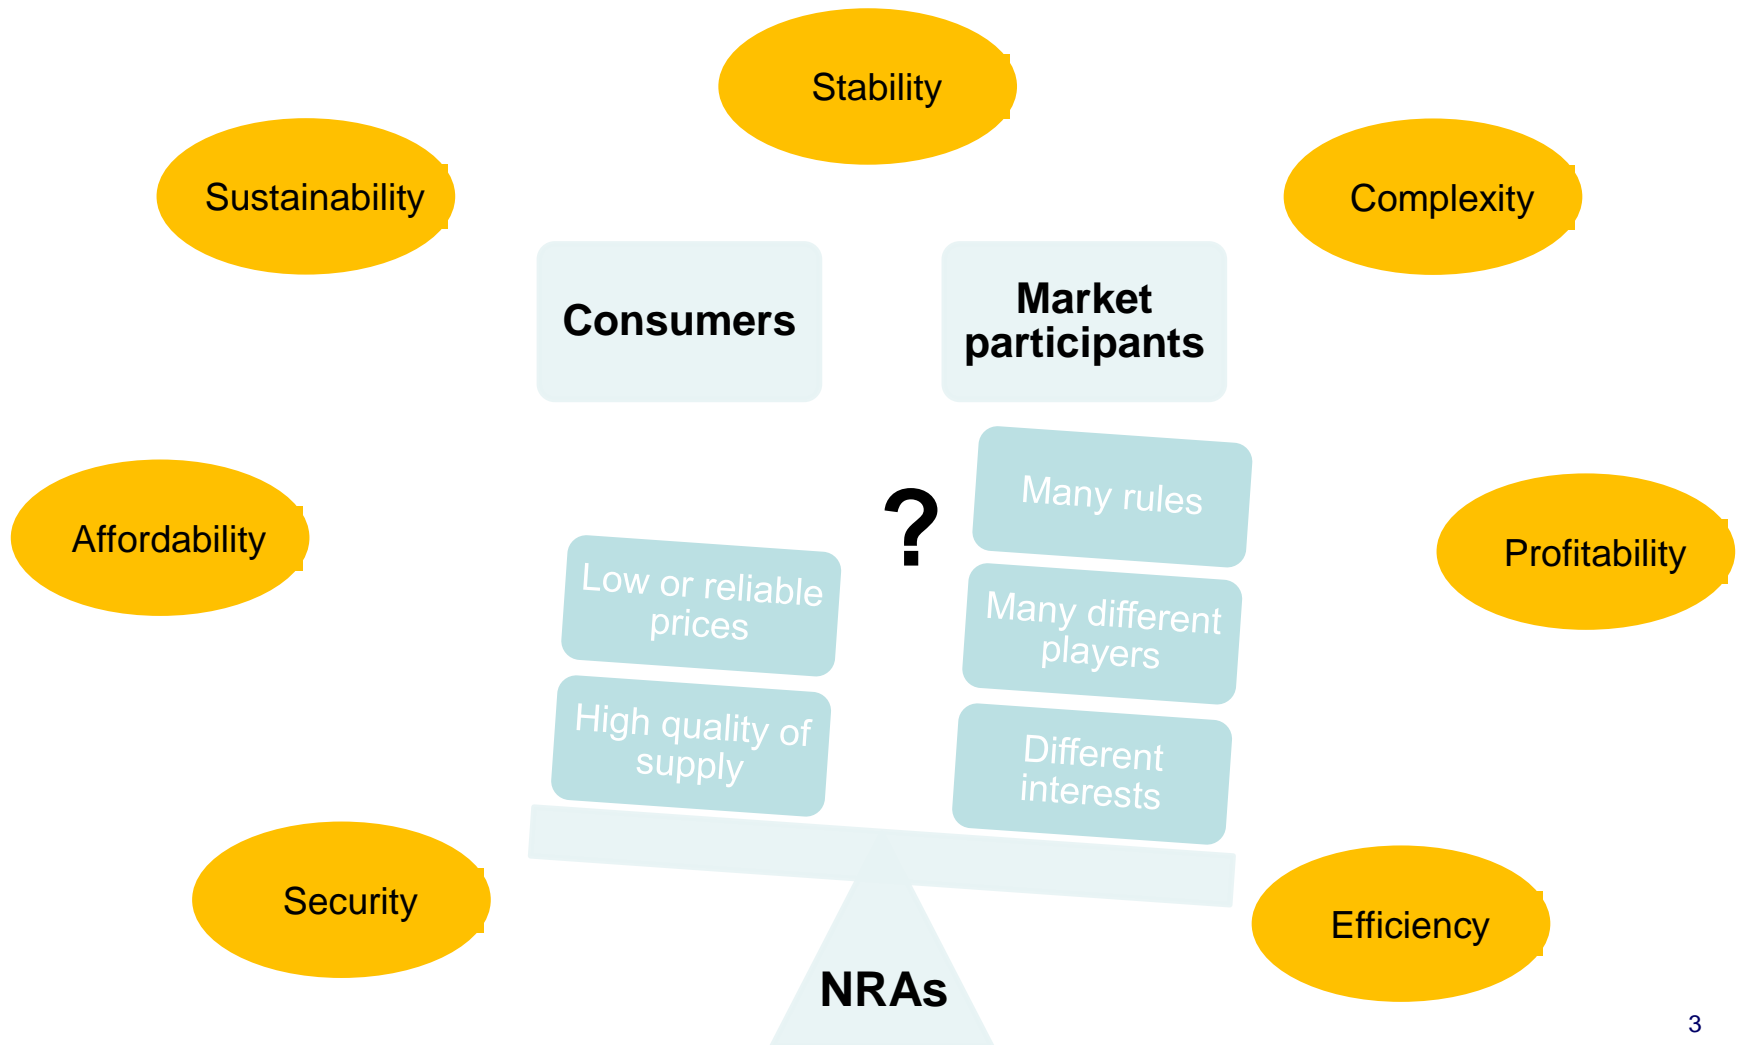 Stability
Sustainability
Complexity
Consumers
Market
participants
Many rules
?
Affordability
Profitability
Low or reliable
prices
Many different
players
High quality of
supply
Different
interests
Security
Efficiency
NRAs
3